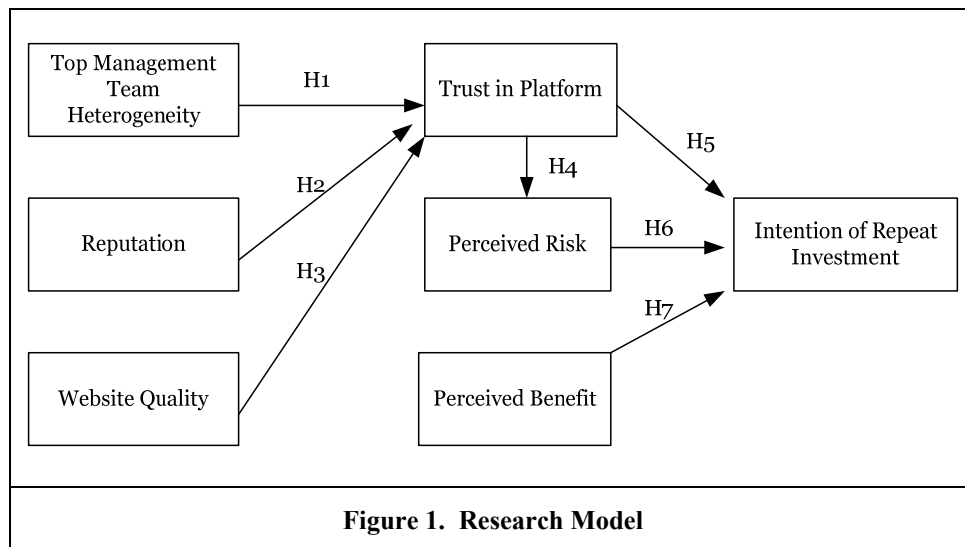 Top Management
Team
Heterogeneity
H1
Trust in Platform
H5
H4
H2
Reputation
H3
Perceived Risk
H6
Intention of Repeat
Investment
H7
Website Quality
Perceived Benefit
Figure 1. Research Model